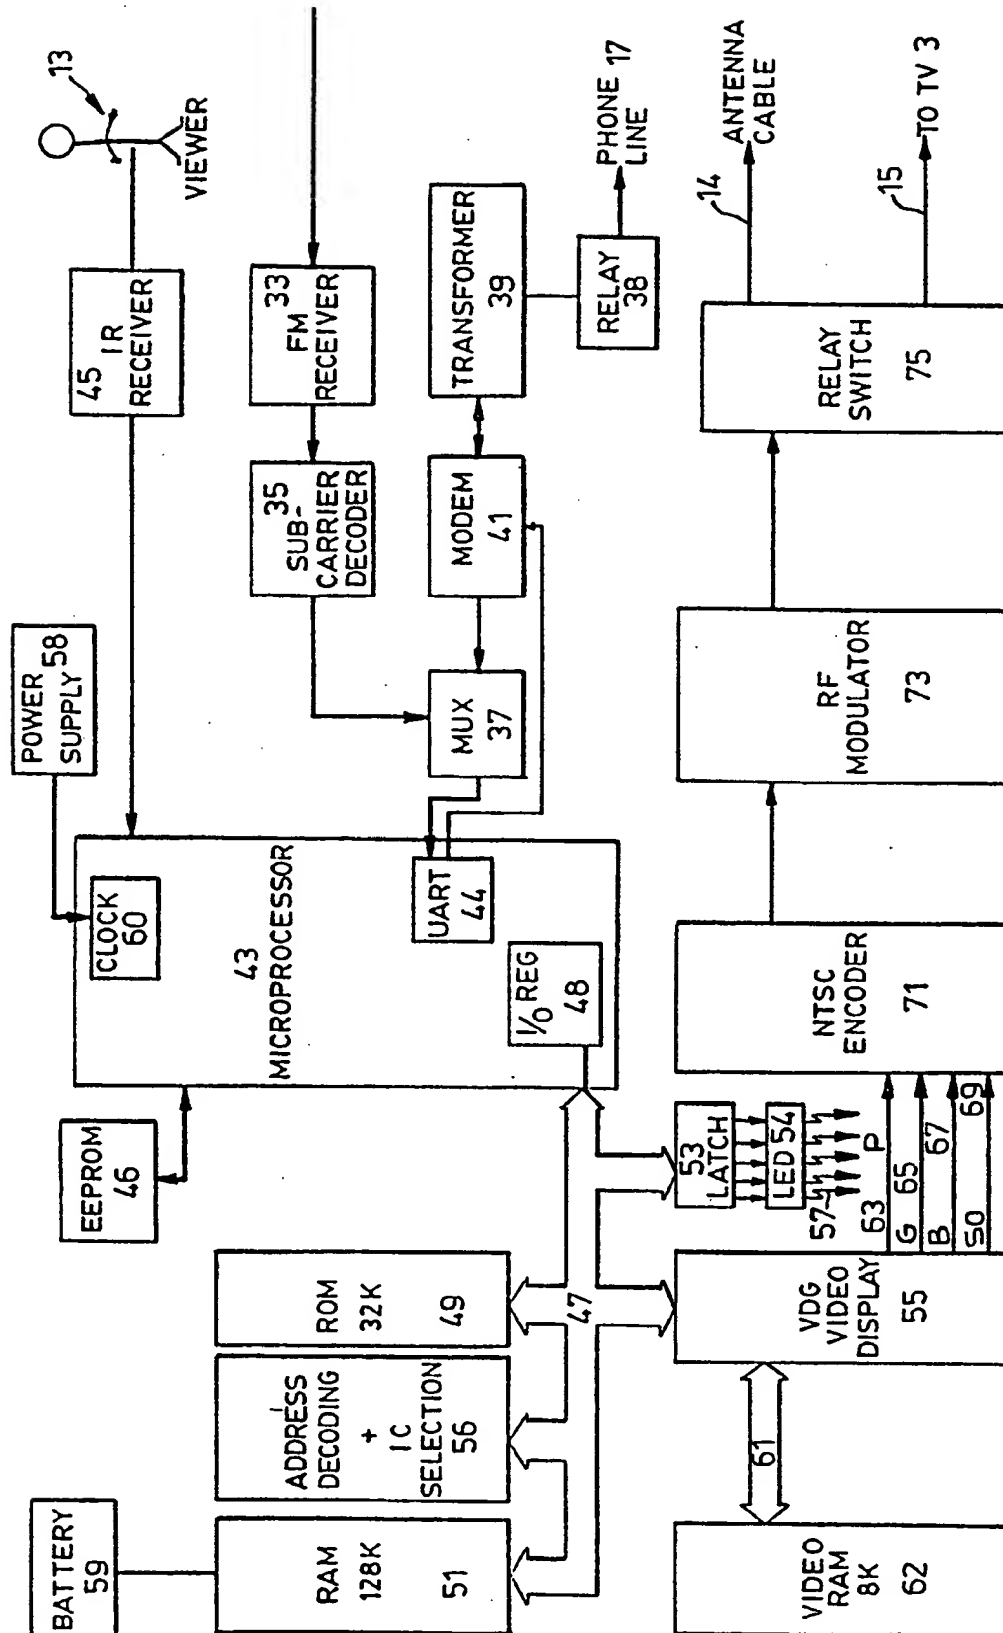 13
VIEWER
45 IR
RECEIVER
33
FM
RECEIVER
35
SUB-
CARRIER
DECODER
POWER
SUPPLY 58
TRANSFORMER
39
RELAY
38
PHONE 17
LINE
MODEM
41
MUX
37
CLOCK
60
43
MICROPROCESSOR
UART
44
I/O REG
48
EEPROM
46
BATTERY
59
RAM
128K
51
ADDRESS
DECODING
+
IC
SELECTION
56
ROM
32K
49
47
53
LATCH
LED 54
57
P
63
G 65
B 67
SO 69
VIDEO
RAM
8K
62
61
VDG
VIDEO
DISPLAY
55
NTSC
ENCODER
71
RF
MODULATOR
73
RELAY
SWITCH
75
14
ANTENNA
CABLE
15
TO TV 3